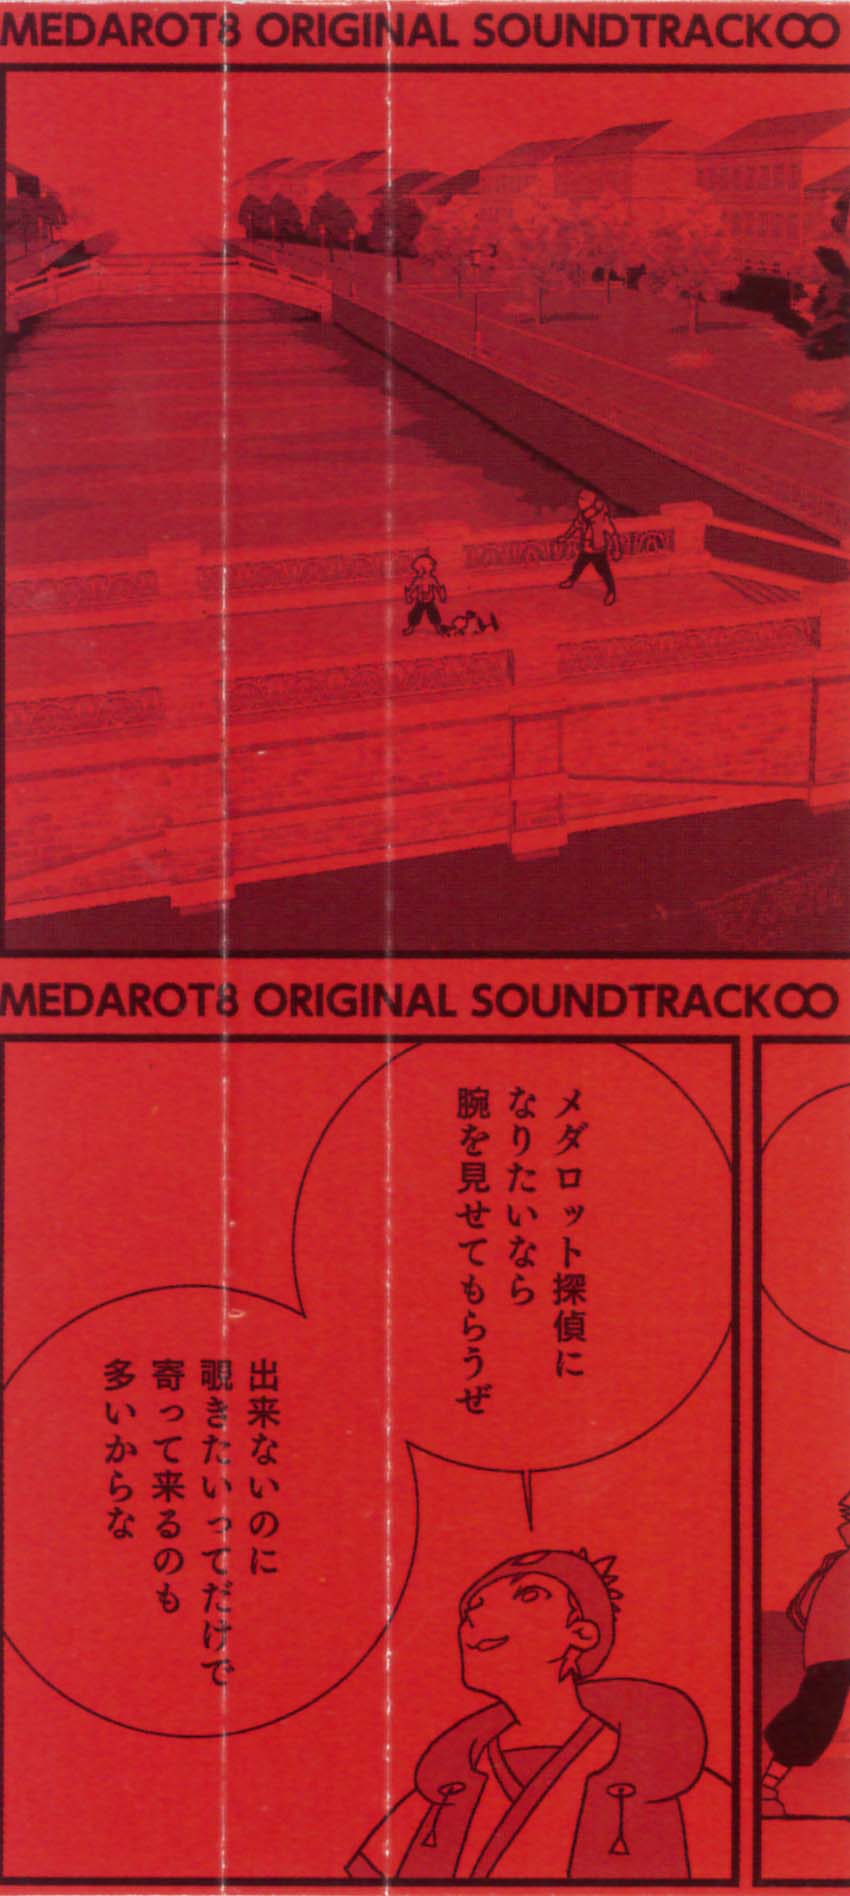 MEDAROT8 ORIGINAL SOUNDTRACK∞
MEDAROT8 ORIGINAL SOUNDTRACK∞
メダロット探偵に
なりたいなら
腕を見せてもらうぜ
出来ないのに
覗きたいってだけで
寄って来るのも
多いからな